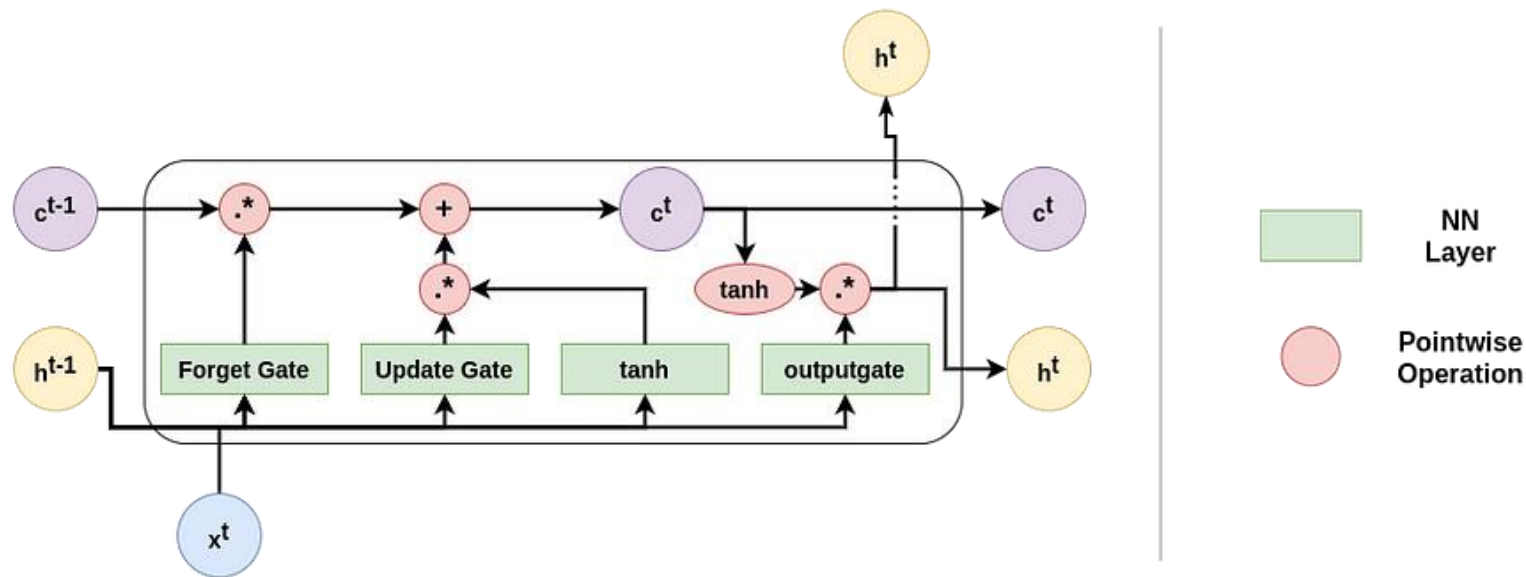 h^t
c^t-1
.*
+
c^t
c^t
.*
tanh
.*
h^t-1
Forget Gate
Update Gate
tanh
outputgate
h^t
x^t
NN
Layer
Pointwise
Operation